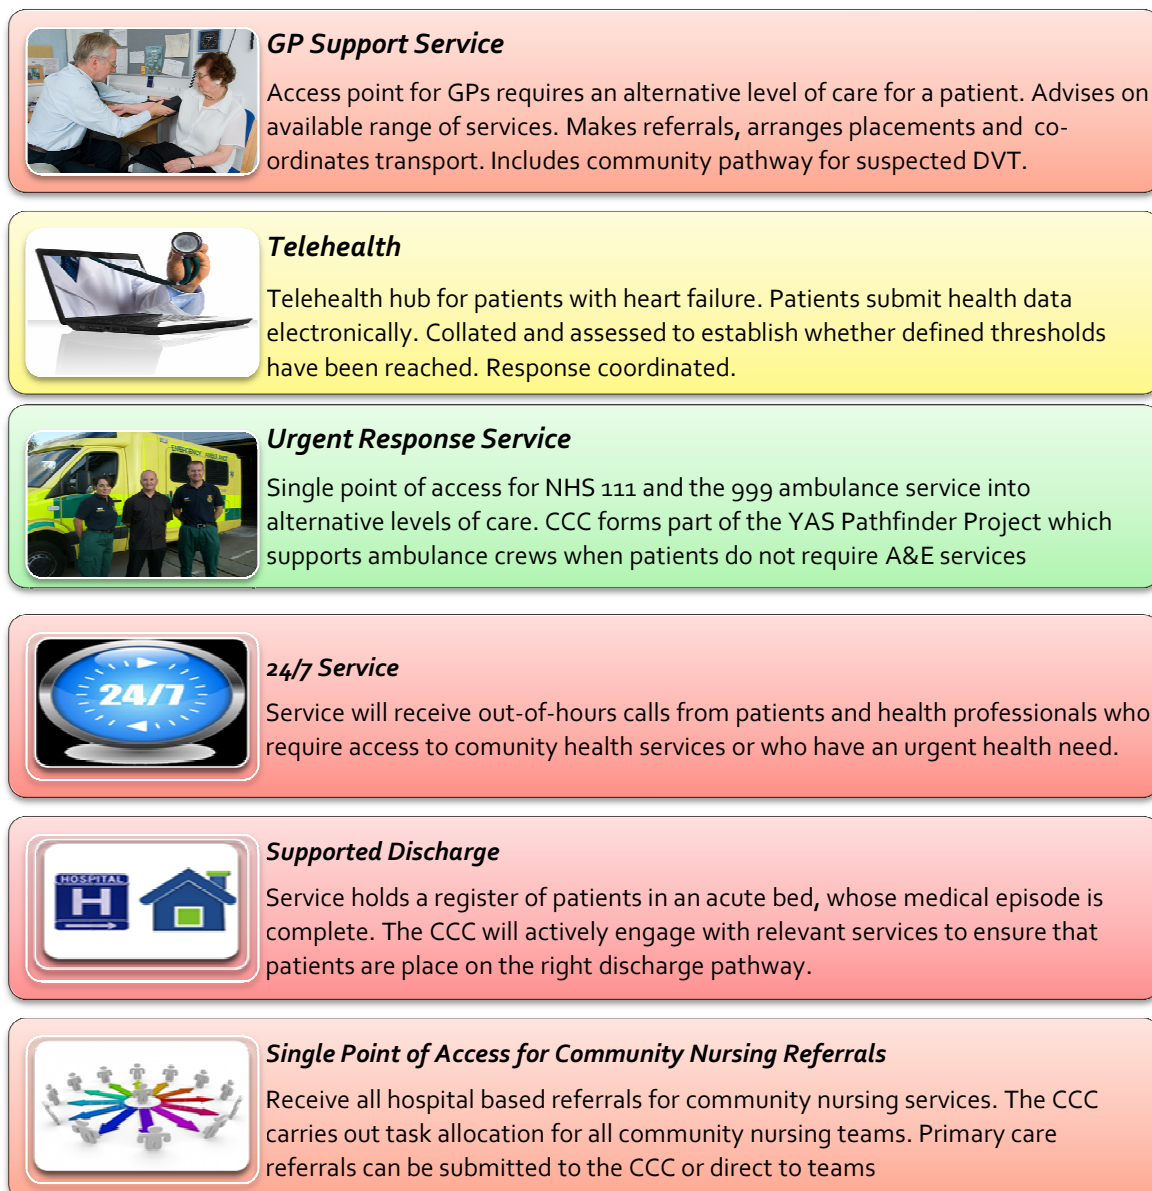 GP Support Service
Access point for GPs requires an alternative level of care for a patient. Advises on
available range of services. Makes referrals, arranges placements and co-
ordinates transport. Includes community pathway for suspected DVT.
Telehealth
Telehealth hub for patients with heart failure. Patients submit health data
electronically. Collated and assessed to establish whether defined thresholds
have been reached. Response coordinated.
EMERGENCY AMBULANCE
Urgent Response Service
Single point of access for NHS 111 and the 999 ambulance service into
alternative levels of care. CCC forms part of the YAS Pathfinder Project which
supports ambulance crews when patients do not require A&E services
24/7
24/7 Service
Service will receive out-of-hours calls from patients and health professionals who
require access to comunity health services or who have an urgent health need.
HOSPITAL
H
Supported Discharge
Service holds a register of patients in an acute bed, whose medical episode is
complete. The CCC will actively engage with relevant services to ensure that
patients are place on the right discharge pathway.
Single Point of Access for Community Nursing Referrals
Receive all hospital based referrals for community nursing services. The CCC
carries out task allocation for all community nursing teams. Primary care
referrals can be submitted to the CCC or direct to teams